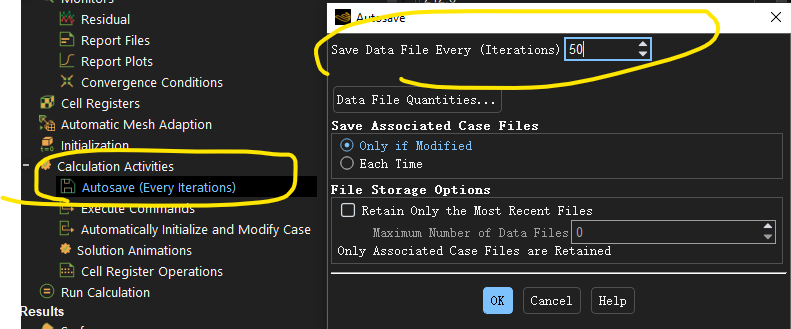 Monitors
Residual
Report Files
Report Plots
Convergence Conditions
Cell Registers
Automatic Mesh Adaption
Initialization
Calculation Activities
Autosave (Every Iterations)
Execute Commands
Automatically Initialize and Modify Case
Solution Animations
Cell Register Operations
Run Calculation
Results
Autosave
Save Data File Every (Iterations) 50
Data File Quantities...
Save Associated Case Files
Only if Modified
Each Time
File Storage Options
Retain Only the Most Recent Files
Maximum Number of Data Files 0
Only Associated Case Files are Retained
OK Cancel Help